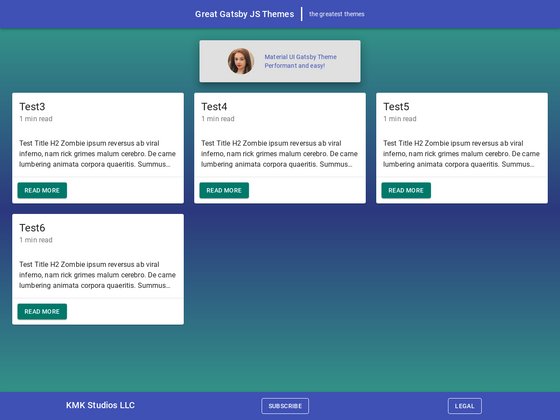 Great Gatsby JS Themes
the greatest themes
Material UI Gatsby Theme
Performant and easy!
Test3
1 min read
Test Title H2 Zombie ipsum reversus ab viral
inferno, nam rick grimes malum cerebro. De carne
lumbering animata corpora quaeritis. Summus…
READ MORE
Test4
1 min read
Test Title H2 Zombie ipsum reversus ab viral
inferno, nam rick grimes malum cerebro. De carne
lumbering animata corpora quaeritis. Summus…
READ MORE
Test5
1 min read
Test Title H2 Zombie ipsum reversus ab viral
inferno, nam rick grimes malum cerebro. De carne
lumbering animata corpora quaeritis. Summus…
READ MORE
Test6
1 min read
Test Title H2 Zombie ipsum reversus ab viral
inferno, nam rick grimes malum cerebro. De carne
lumbering animata corpora quaeritis. Summus…
READ MORE
KMK Studios LLC
SUBSCRIBE
LEGAL